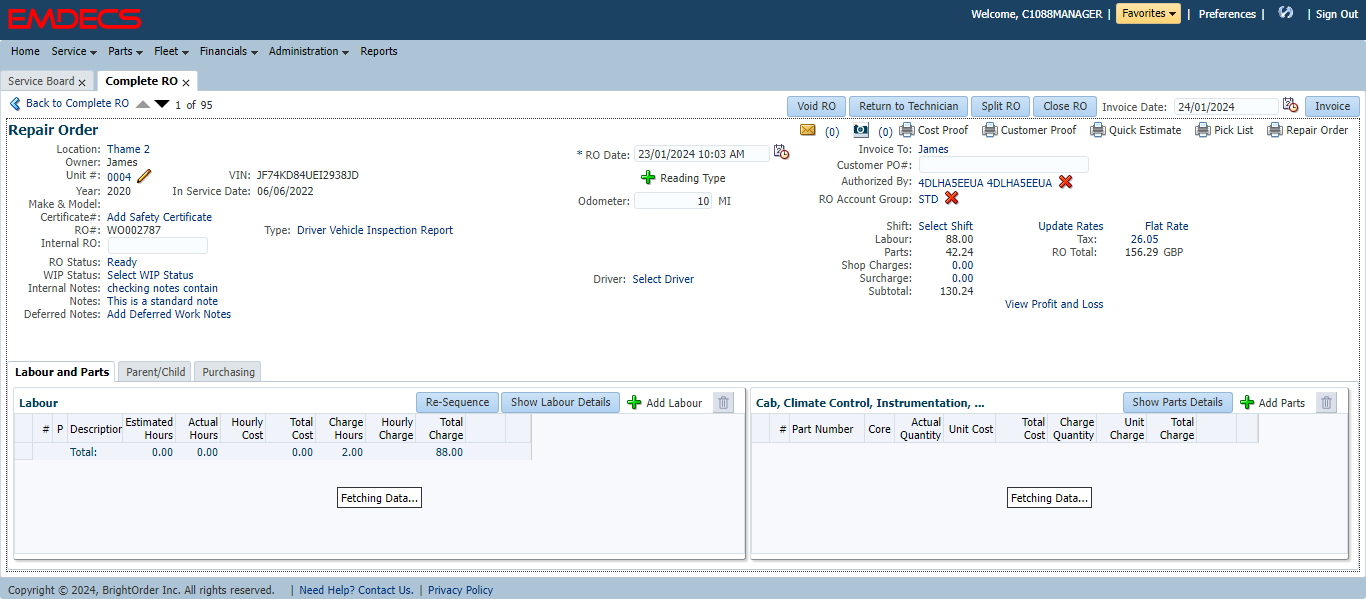 EMDECS
Welcome, C1088MANAGER | Favorites | Preferences | | Sign Out
Home Service Parts Fleet Financials Administration Reports
Service Board x Complete RO x
Back to Complete RO 1 of 95 Void RO Return to Technician Split RO Close RO Invoice Date: 24/01/2024 Invoice
Repair Order (0) (0) Cost Proof Customer Proof Quick Estimate Pick List Repair Order
Location: Thame 2 * RO Date: 23/01/2024 10:03 AM Invoice To: James
Owner: James Customer PO#:
Unit #: 0004 VIN: JF74KD84UEI2938JD Reading Type Authorized By: 4DLHA5EEUA 4DLHA5EEUA
Year: 2020 In Service Date: 06/06/2022 Odometer: 10 MI RO Account Group: STD
Make & Model:
Certificate#: Add Safety Certificate
RO#: WO002787 Type: Driver Vehicle Inspection Report Shift: Select Shift Update Rates Flat Rate
Internal RO: Labour: 88.00 Tax: 26.05
Parts: 42.24 RO Total: 156.29 GBP
RO Status: Ready Shop Charges: 0.00
WIP Status: Select WIP Status Driver: Select Driver Surcharge: 0.00
Internal Notes: checking notes contain Subtotal: 130.24
Notes: This is a standard note View Profit and Loss
Deferred Notes: Add Deferred Work Notes
Labour and Parts Parent/Child Purchasing
Labour Re-Sequence Show Labour Details Add Labour
# P Description Estimated Hours Actual Hours Hourly Cost Total Cost Charge Hours Hourly Charge Total Charge
Total: 0.00 0.00 0.00 2.00 88.00
Fetching Data...
Cab, Climate Control, Instrumentation, ... Show Parts Details Add Parts
# Part Number Core Actual Quantity Unit Cost Total Cost Charge Quantity Unit Charge Total Charge
Fetching Data...
Copyright © 2024, BrightOrder Inc. All rights reserved. | Need Help? Contact Us. | Privacy Policy